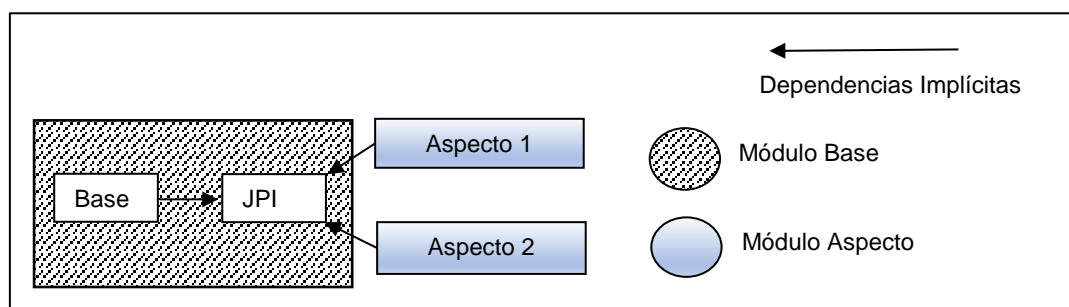 Dependencias Implícitas
Aspecto 1
Módulo Base
Base
JPI
Aspecto 2
Módulo Aspecto